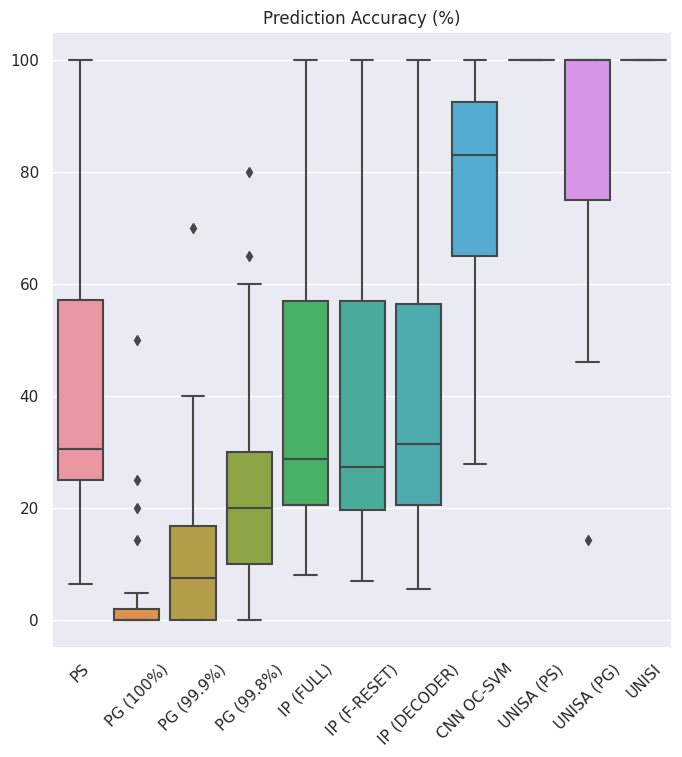 Prediction Accuracy (%)
100
80
60
40
20
0
PS
PG (100%)
PG (99.9%)
PG (99.8%)
IP (FULL)
IP (F-RESET)
IP (DECODER)
CNN OC-SVM
UNISA (PS)
UNISA (PG)
UNISI